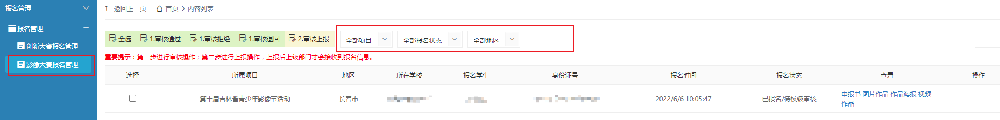 报名管理
报名管理
创新大赛报名管理
影像大赛报名管理
返回上一页 首页 > 内容列表
全选 1.审核通过 1.审核拒绝 1.审核退回 2.审核上报 全部项目 全部报名状态 全部地区
重要提示：第一步进行审核操作；第二步进行上报操作，上报后上级部门才会接收到报名信息。
选择 所属项目 地区 所在学校 报名学生 身份证号 报名时间 报名状态 查看 操作
第十届吉林省青少年影像节活动 长春市 2022/6/6 10:05:47 已报名/待校级审核 申报书 图片作品 作品海报 视频
作品